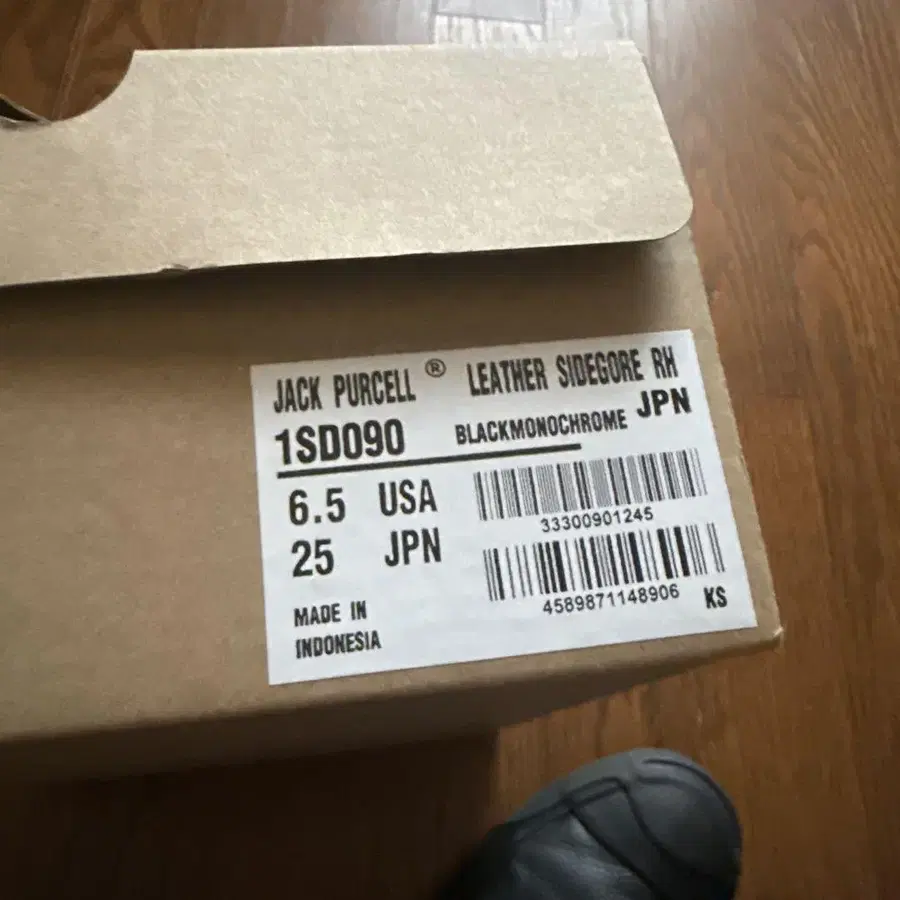 JACK PURCELL ® LEATHER SIDEGORE RH
1SD090 BLACKMONOCHROME JPN
6.5 USA
33300901245
25 JPN
4589871148906 KS
MADE IN
INDONESIA